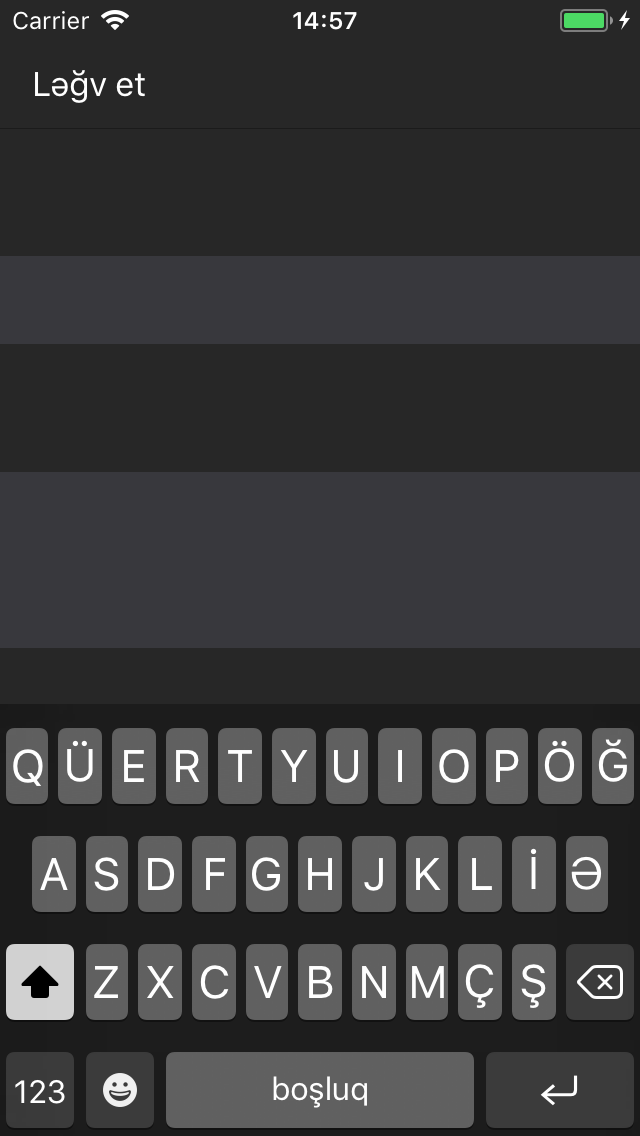 Carrier 14:57
Ləğv et
Q Ü E R T Y U I O P Ö Ğ
A S D F G H J K L İ Ə
Z X C V B N M Ç Ş
123 boşluq